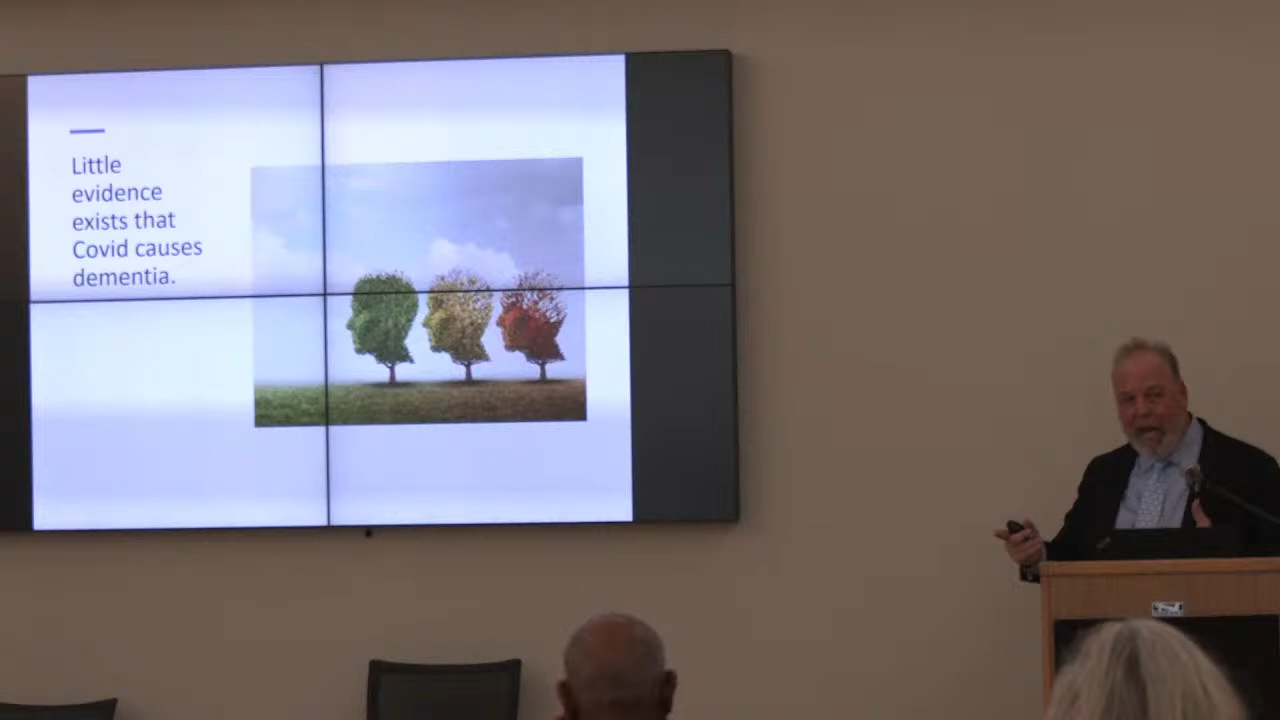 Little
evidence
exists that
Covid causes
dementia.